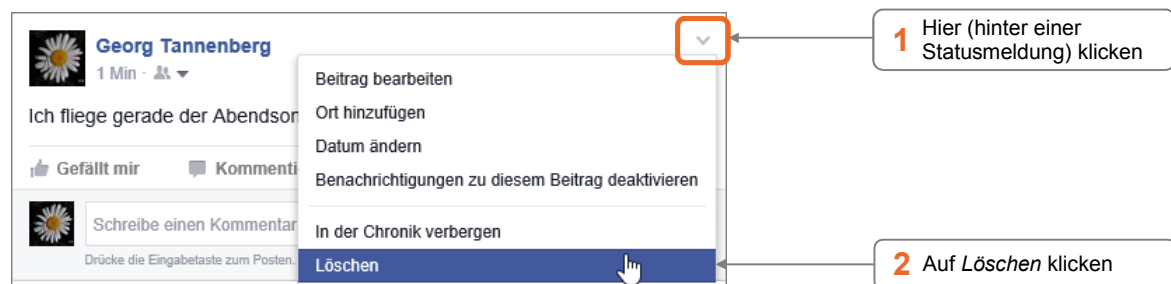 Georg Tannenberg
1 Min ·
Ich fliege gerade der Abendson
Gefällt mir Kommenti
Schreibe einen Kommentar
Drücke die Eingabetaste zum Posten.
Beitrag bearbeiten
Ort hinzufügen
Datum ändern
Benachrichtigungen zu diesem Beitrag deaktivieren
In der Chronik verbergen
Löschen
1 Hier (hinter einer
Statusmeldung) klicken
2 Auf Löschen klicken